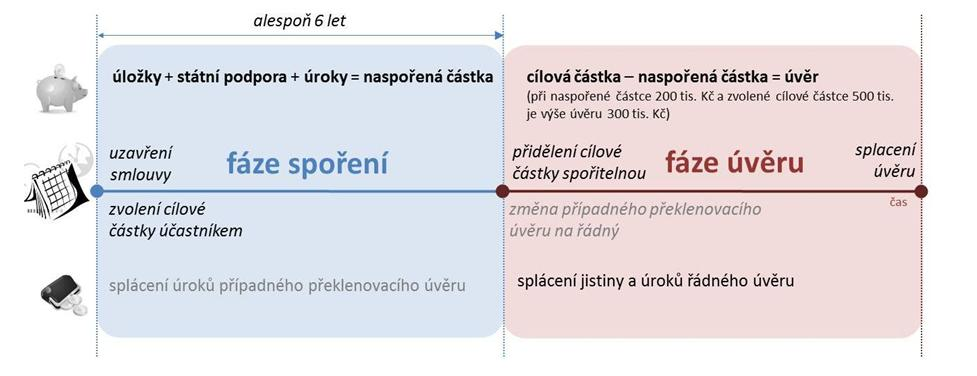 alespoň 6 let
úložky + státní podpora + úroky = naspořená částka
cílová částka – naspořená částka = úvěr
(při naspořené částce 200 tis. Kč a zvolené cílové částce 500 tis.
je výše úvěru 300 tis. Kč)
uzavření
smlouvy
fáze spoření
přidělení cílové
částky spořitelnou
fáze úvěru
splacení
úvěru
zvolení cílové
částky účastníkem
změna případného překlenovacího
úvěru na řádný
čas
splácení úroků případného překlenovacího úvěru
splácení jistiny a úroků řádného úvěru